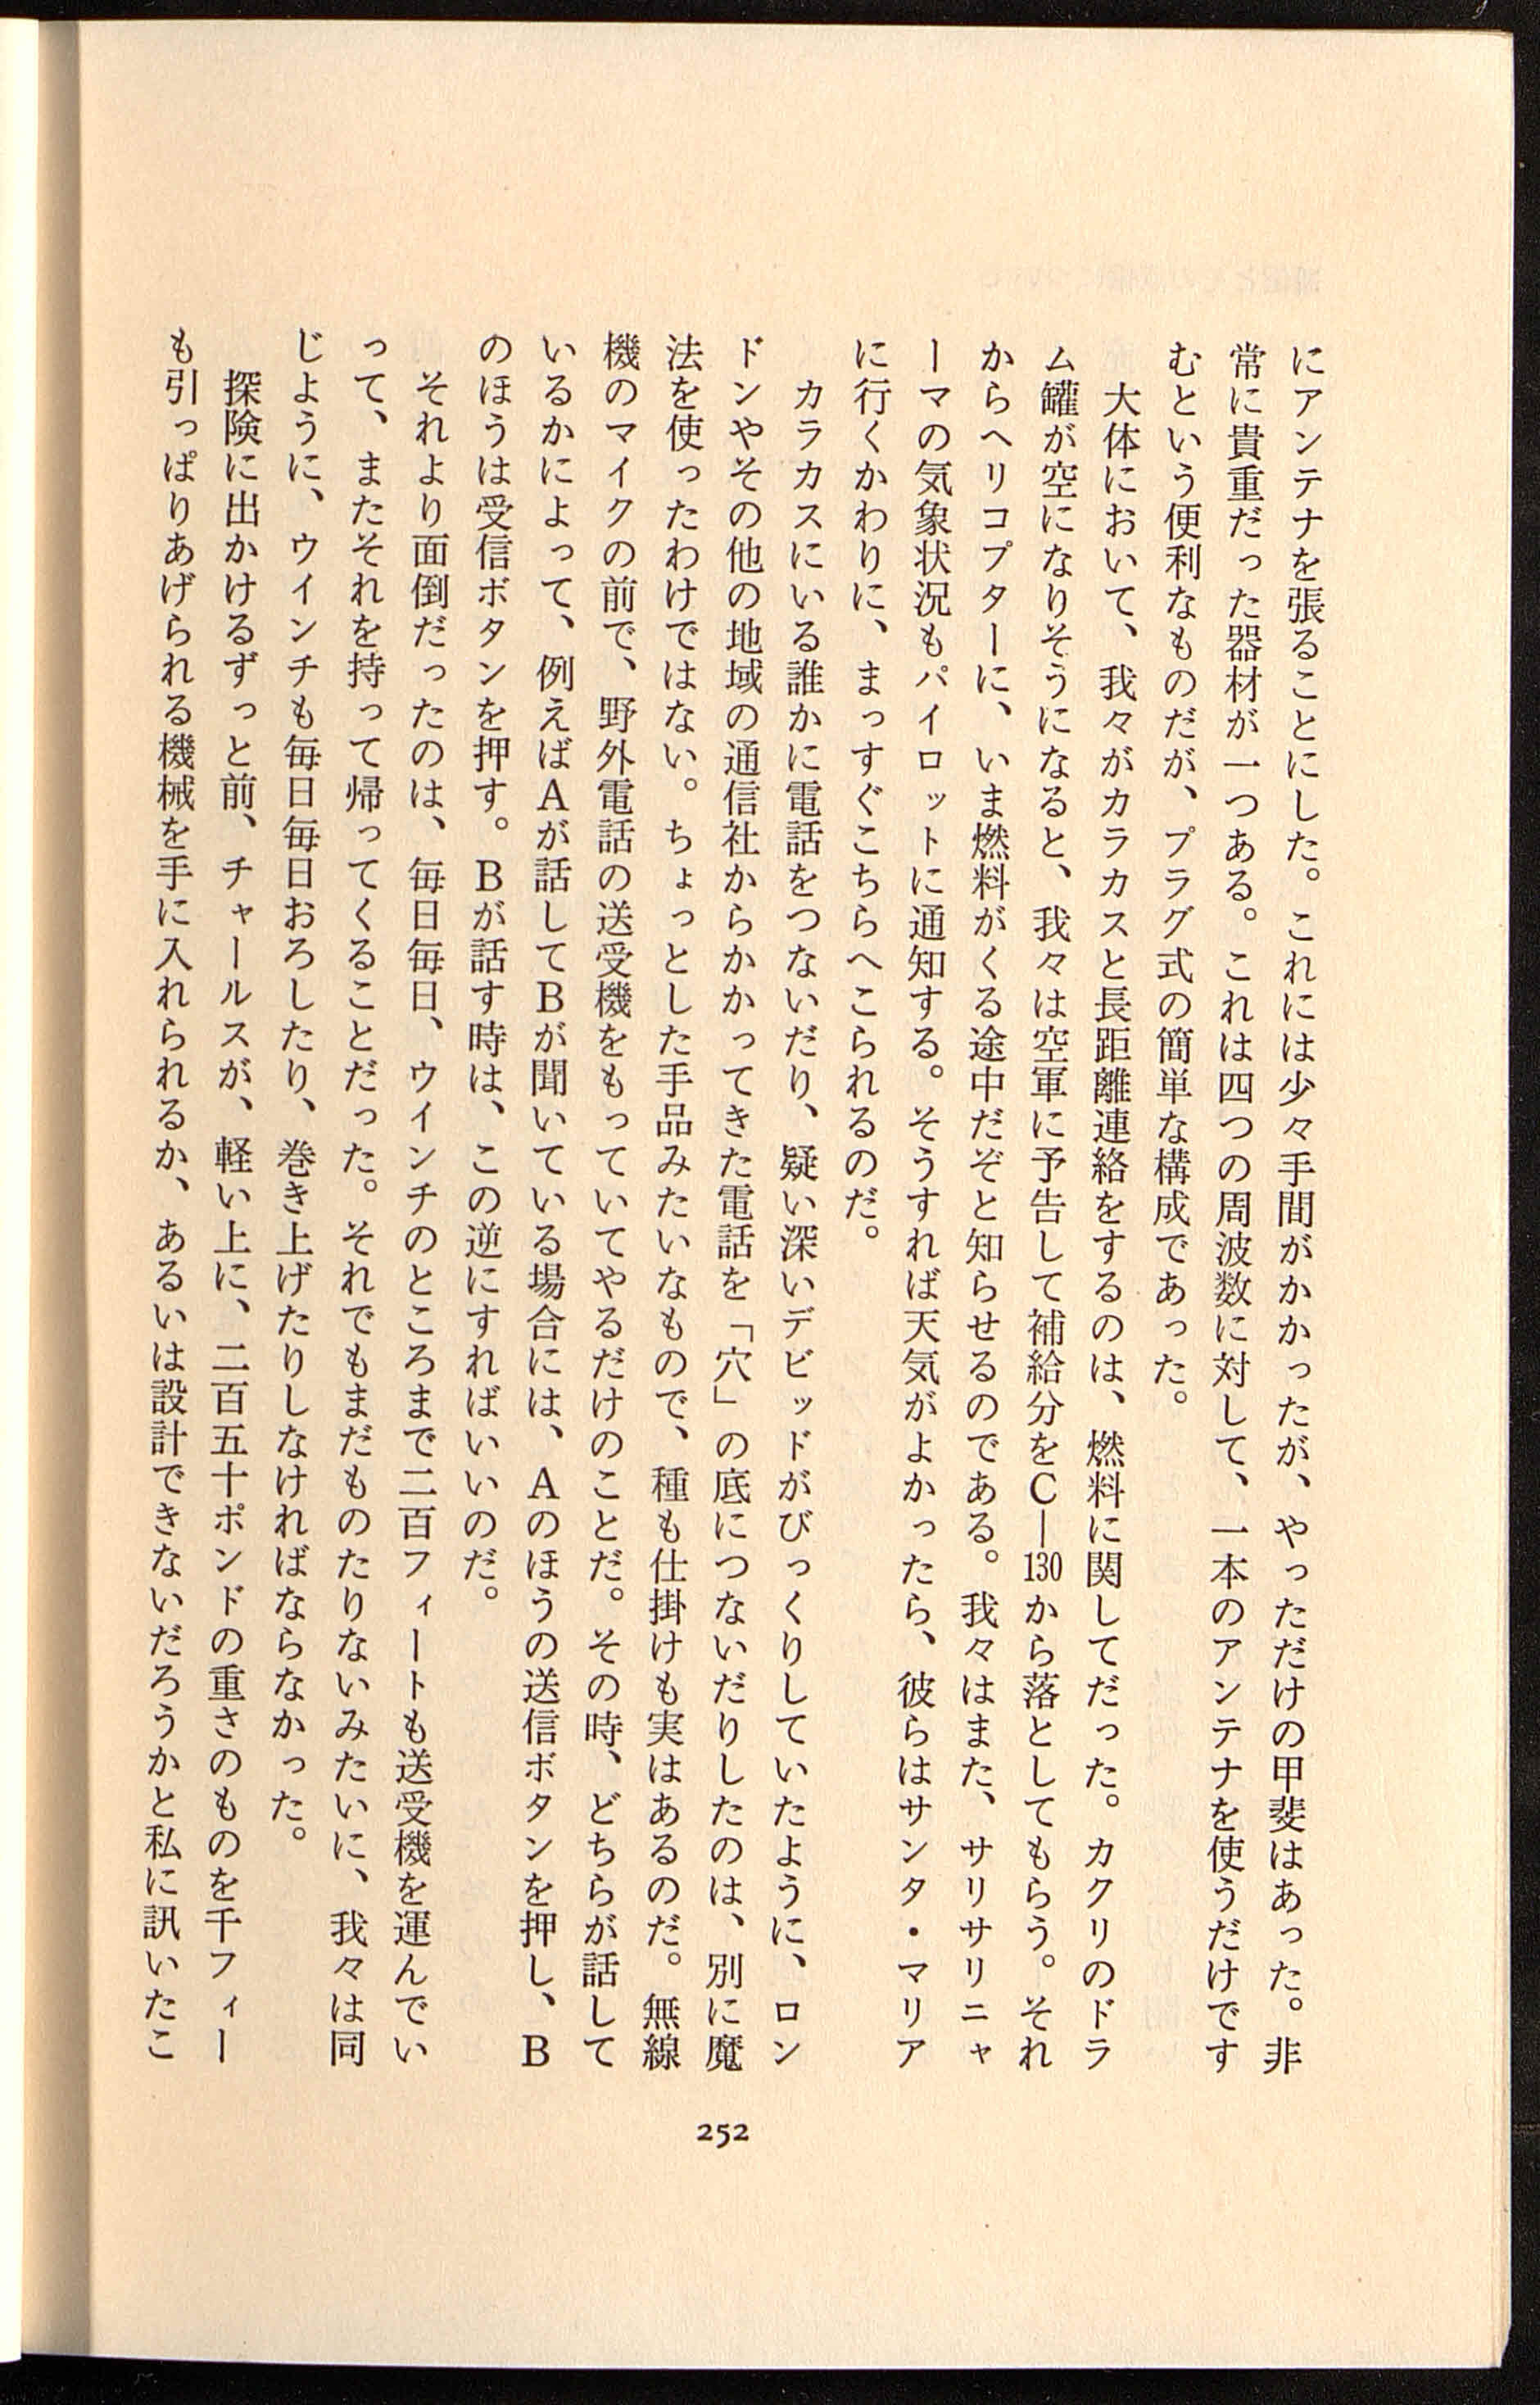 にアンテナを張ることにした。これには少々手間がかかったが、やっただけの甲斐はあった。非
常に貴重だった器材が一つある。これは四つの周波数に対して、一本のアンテナを使うだけです
むという便利なものだが、プラグ式の簡単な構成であった。
大体において、我々がカラカスと長距離連絡をするのは、燃料に関してだった。カクリのドラ
ム罐が空になりそうになると、我々は空軍に予告して補給分をC―130から落としてもらう。それ
からヘリコプターに、いま燃料がくる途中だぞと知らせるのである。我々はまた、サリサリニャ
ーマの気象状況もパイロットに通知する。そうすれば天気がよかったら、彼らはサンタ・マリア
に行くかわりに、まっすぐこちらへこられるのだ。
カラカスにいる誰かに電話をつないだり、疑い深いデビッドがびっくりしていたように、ロン
ドンやその他の地域の通信社からかかってきた電話を「穴」の底につないだりしたのは、別に魔
法を使ったわけではない。ちょっとした手品みたいなもので、種も仕掛けも実はあるのだ。無線
機のマイクの前で、野外電話の送受機をもっていてやるだけのことだ。その時、どちらが話して
いるかによって、例えばAが話してBが聞いている場合には、Aのほうの送信ボタンを押し、B
のほうは受信ボタンを押す。Bが話す時は、この逆にすればいいのだ。
それより面倒だったのは、毎日毎日、ウインチのところまで二百フィートも送受機を運んでい
って、またそれを持って帰ってくることだった。それでもまだものたりないみたいに、我々は同
じように、ウインチも毎日毎日おろしたり、巻き上げたりしなければならなかった。
探険に出かけるずっと前、チャールスが、軽い上に、二百五十ポンドの重さのものを千フィー
も引っぱりあげられる機械を手に入れられるか、あるいは設計できないだろうかと私に訊いたこ
252